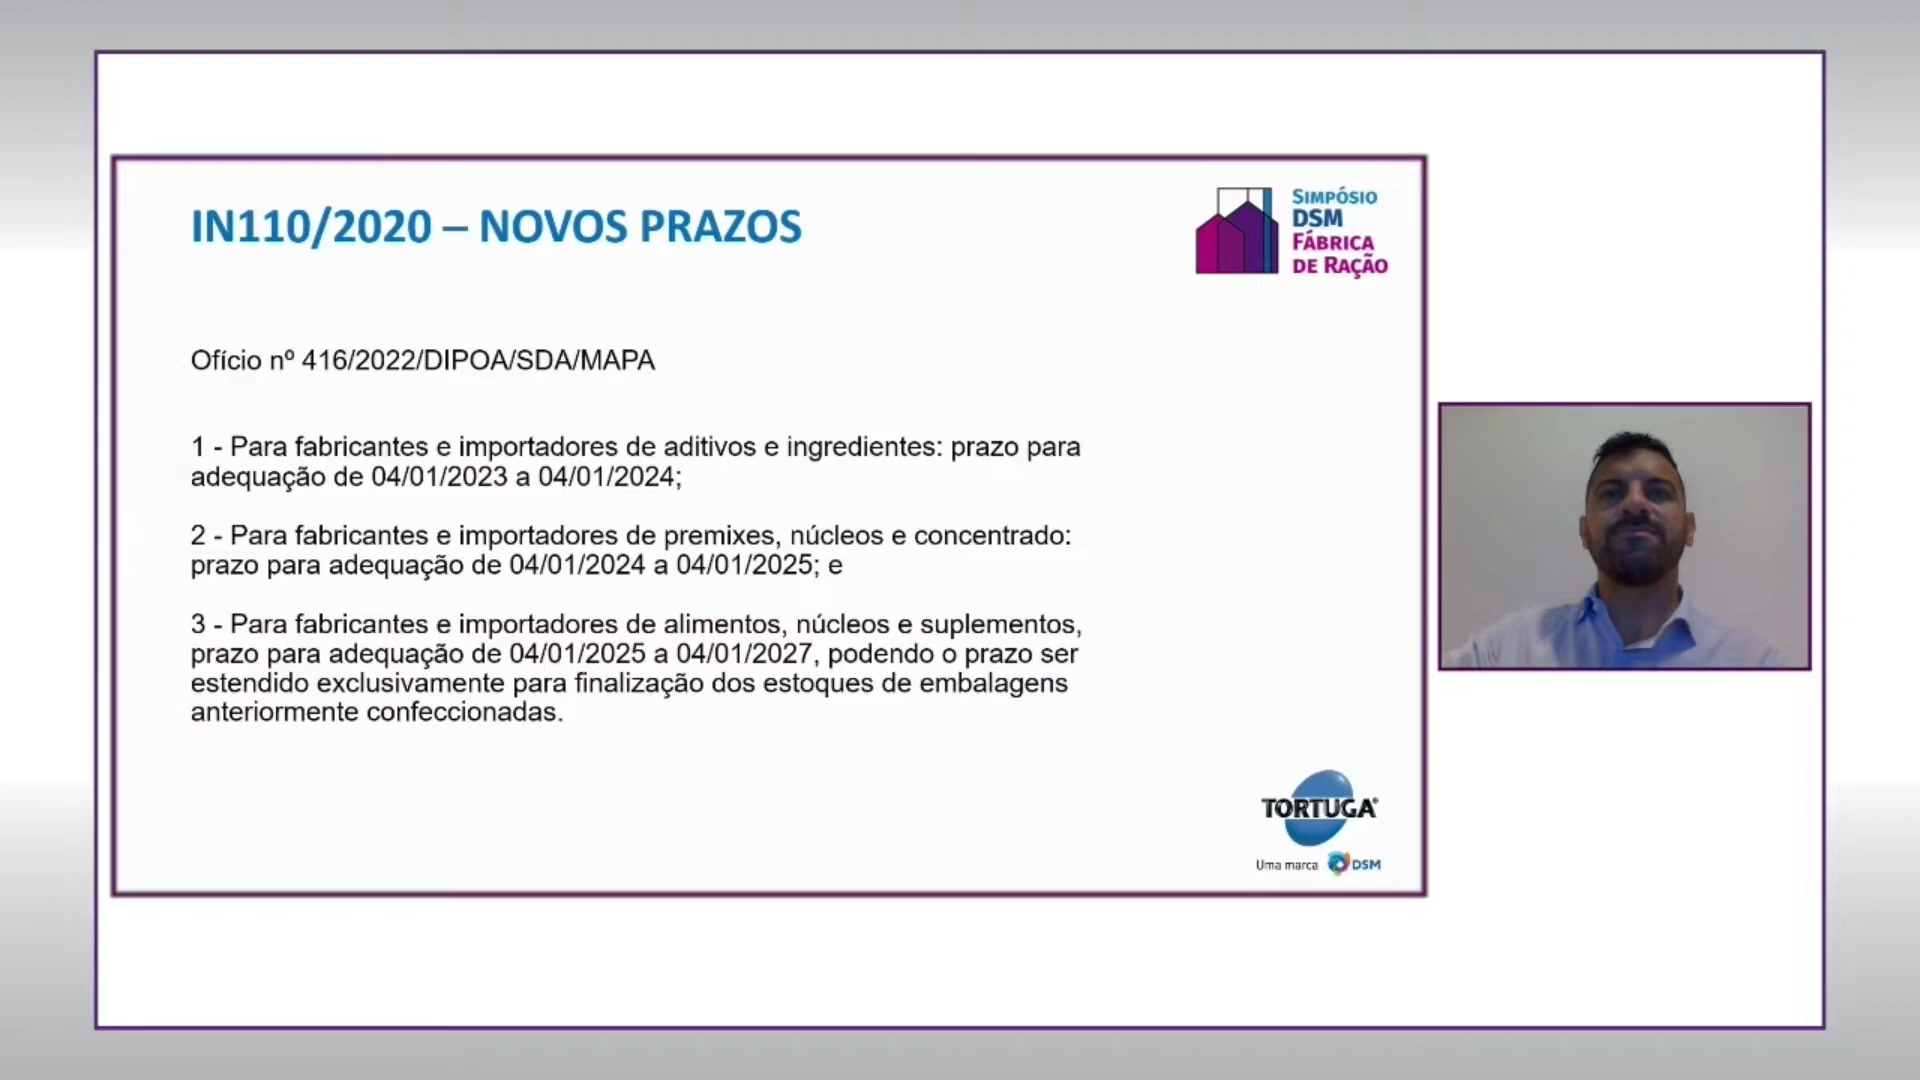 IN110/2020 – NOVOS PRAZOS
SIMPÓSIO
DSM
FÁBRICA
DE RAÇÃO
Ofício nº 416/2022/DIPOA/SDA/MAPA
1 - Para fabricantes e importadores de aditivos e ingredientes: prazo para
adequação de 04/01/2023 a 04/01/2024;
2 - Para fabricantes e importadores de premixes, núcleos e concentrado:
prazo para adequação de 04/01/2024 a 04/01/2025; e
3 - Para fabricantes e importadores de alimentos, núcleos e suplementos,
prazo para adequação de 04/01/2025 a 04/01/2027, podendo o prazo ser
estendido exclusivamente para finalização dos estoques de embalagens
anteriormente confeccionadas.
TORTUGA®
Uma marca DSM